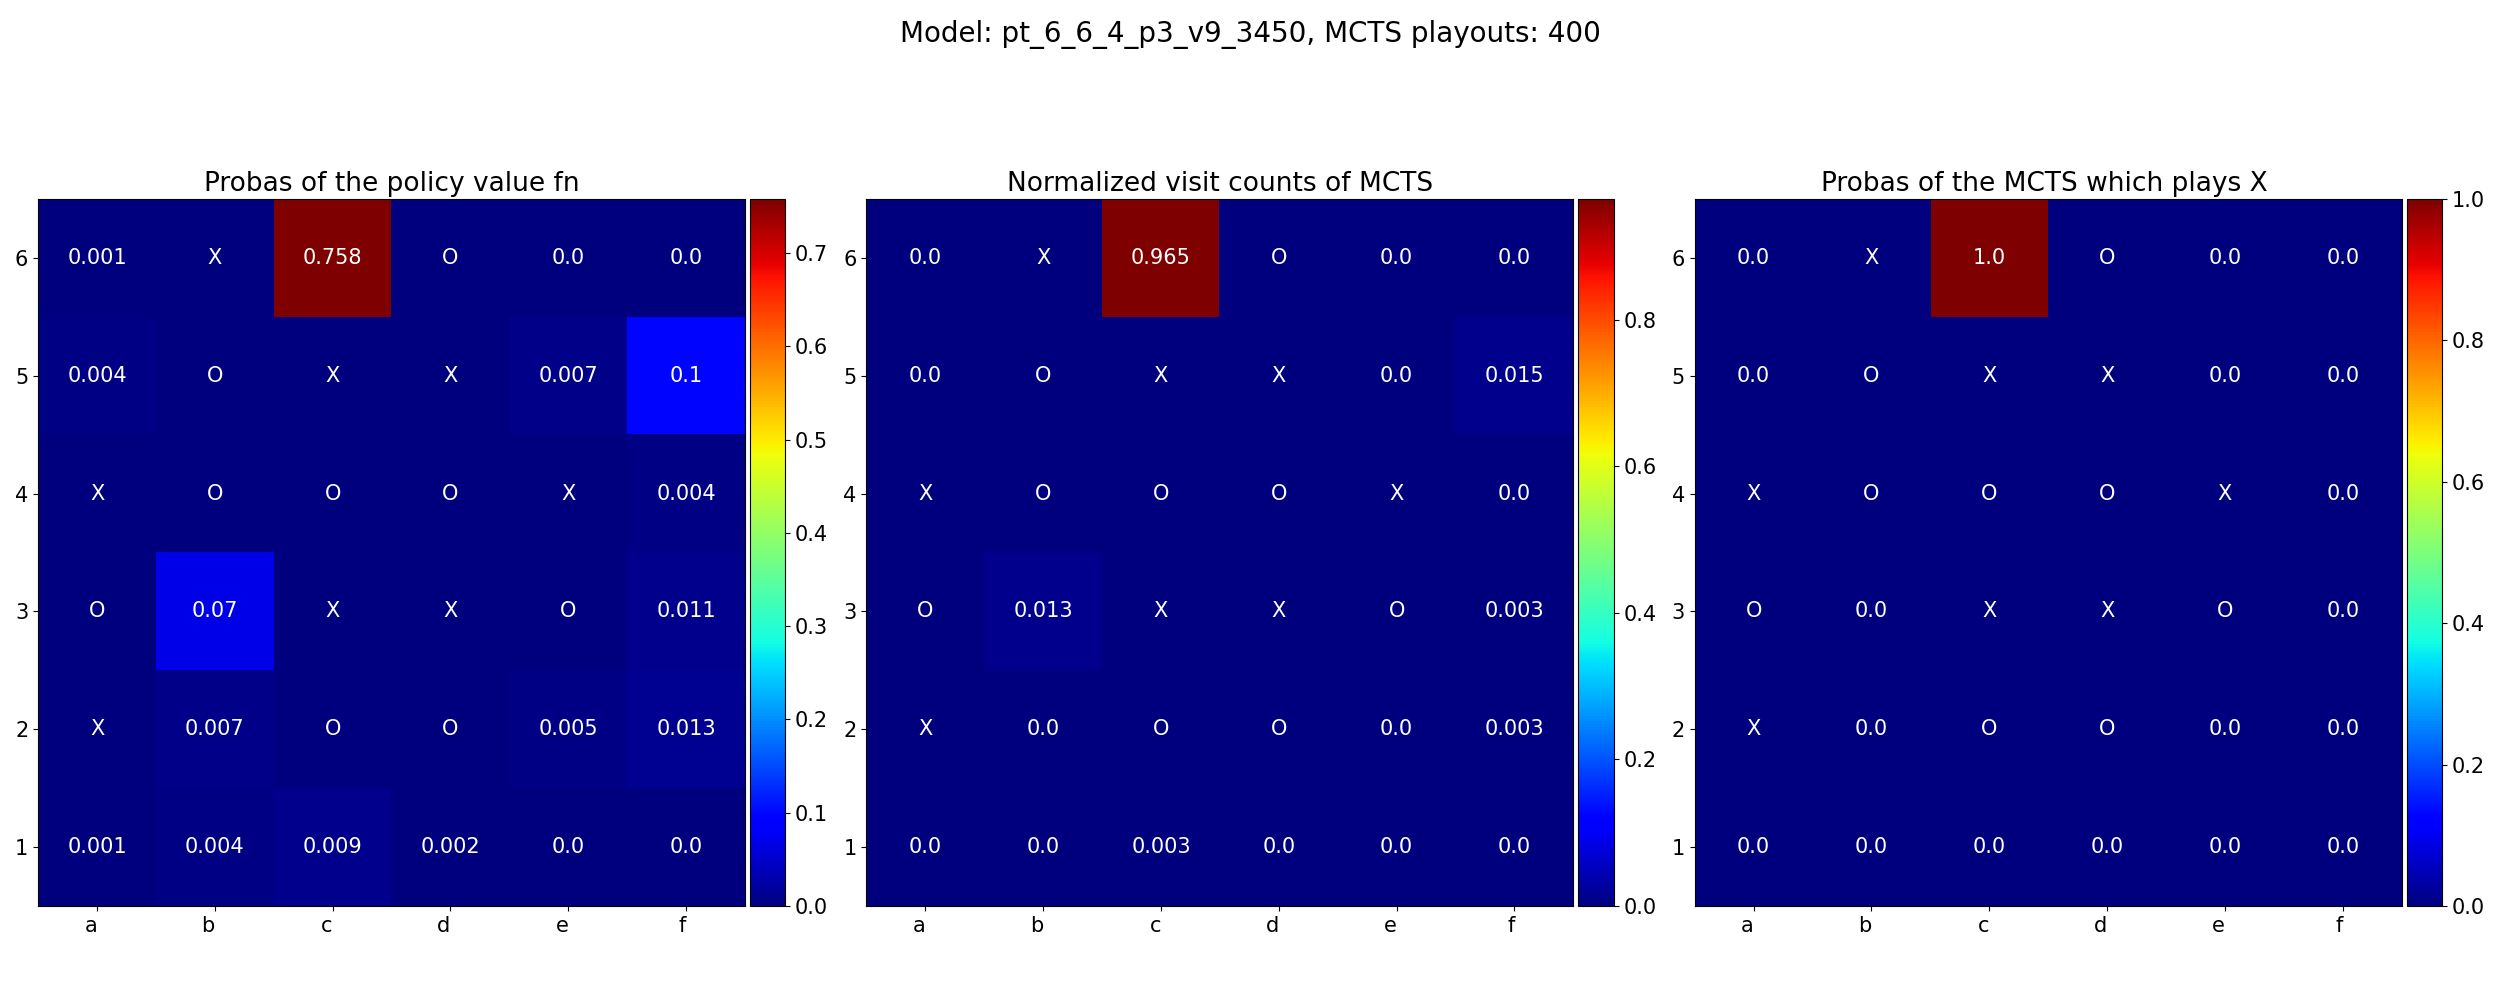 Model: pt_6_6_4_p3_v9_3450, MCTS playouts: 400
Probas of the policy value fn
6 0.001 X 0.758 O 0.0 0.0
5 0.004 O X X 0.007 0.1
4 X O O O X 0.004
3 O 0.07 X X O 0.011
2 X 0.007 O O 0.005 0.013
1 0.001 0.004 0.009 0.002 0.0 0.0
a b c d e f
0.7
0.6
0.5
0.4
0.3
0.2
0.1
0.0
Normalized visit counts of MCTS
6 0.0 X 0.965 O 0.0 0.0
5 0.0 O X X 0.0 0.015
4 X O O O X 0.0
3 O 0.013 X X O 0.003
2 X 0.0 O O 0.0 0.003
1 0.0 0.0 0.003 0.0 0.0 0.0
a b c d e f
0.8
0.6
0.4
0.2
0.0
Probas of the MCTS which plays X
6 0.0 X 1.0 O 0.0 0.0
5 0.0 O X X 0.0 0.0
4 X O O O X 0.0
3 O 0.0 X X O 0.0
2 X 0.0 O O 0.0 0.0
1 0.0 0.0 0.0 0.0 0.0 0.0
a b c d e f
1.0
0.8
0.6
0.4
0.2
0.0